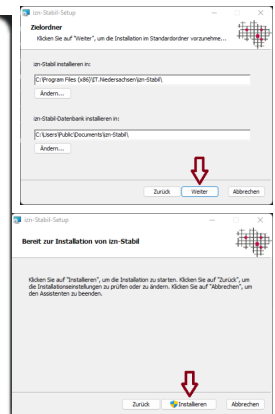 izn-Stabil-Setup
Zielordner
Klicken Sie auf "Weiter", um die Installation im Standardordner vorzunehme...
izn-Stabil installieren in:
C:\Program Files (x86)\IT.Niedersachsen\izn-Stabil\
Ändern...
izn-Stabil-Datenbank installieren in:
C:\Users\Public\Documents\izn-Stabil\
Ändern...
Zurück Weiter Abbrechen
izn-Stabil-Setup
Bereit zur Installation von izn-Stabil
Klicken Sie auf "Installieren", um die Installation zu starten. Klicken Sie auf "Zurück", um
die Installationseinstellungen zu prüfen oder zu ändern. Klicken Sie auf "Abbrechen", um
den Assistenten zu beenden.
Zurück Installieren Abbrechen